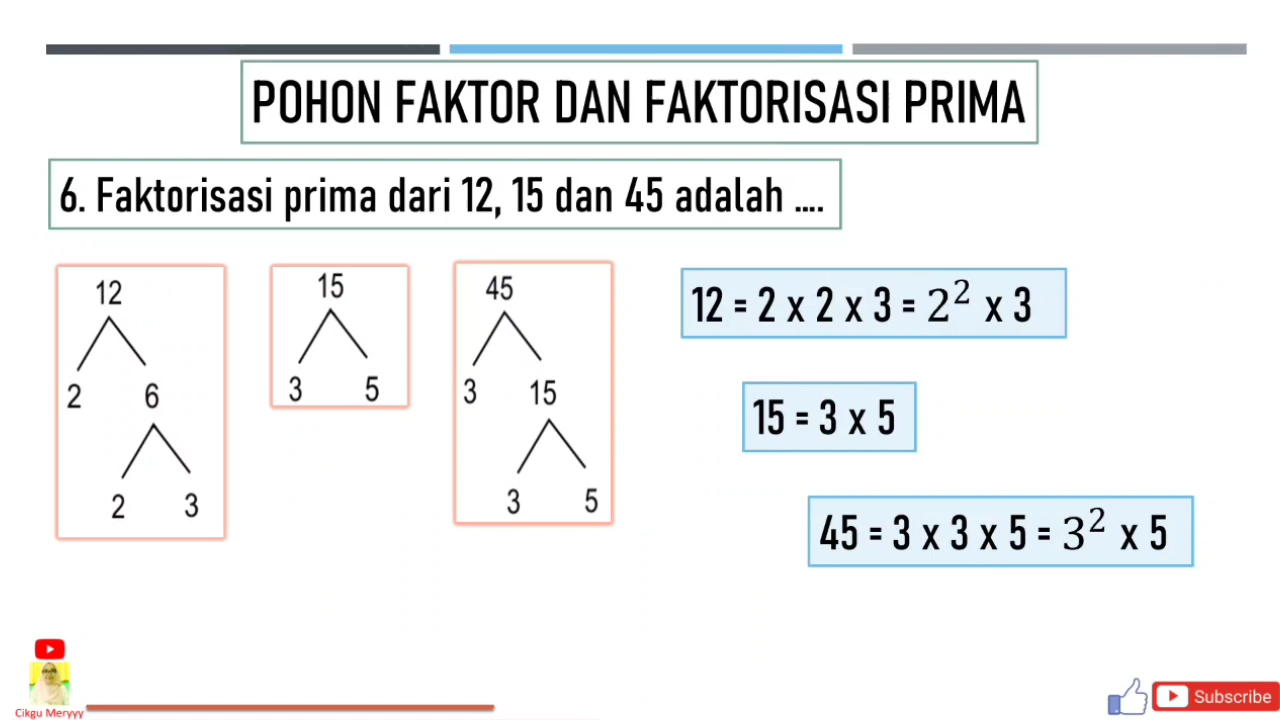 POHON FAKTOR DAN FAKTORISASI PRIMA
6. Faktorisasi prima dari 12, 15 dan 45 adalah ....
12
2 6
2 3
15
3 5
45
3 15
3 5
12 = 2 x 2 x 3 = 2² x 3
15 = 3 x 5
45 = 3 x 3 x 5 = 3² x 5
Cikgu Meryyy
Subscribe